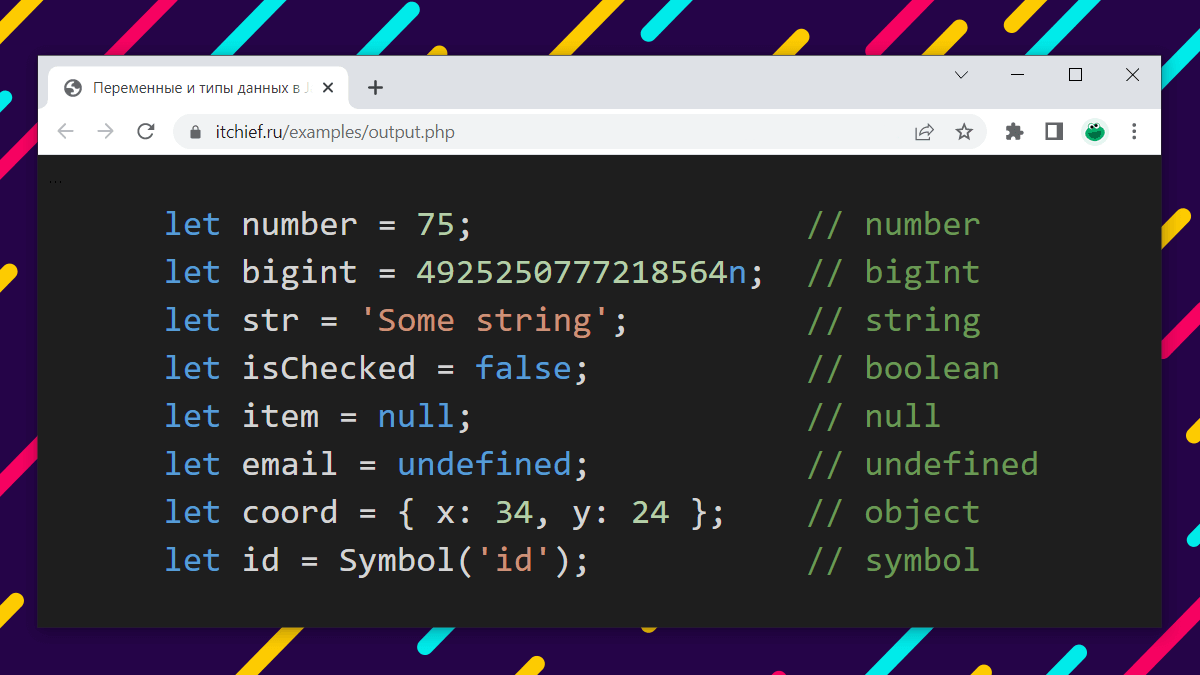 Переменные и типы данных в J
itchief.ru/examples/output.php
...
let number = 75; // number
let bigint = 4925250777218564n; // bigInt
let str = 'Some string'; // string
let isChecked = false; // boolean
let item = null; // null
let email = undefined; // undefined
let coord = { x: 34, y: 24 }; // object
let id = Symbol('id'); // symbol